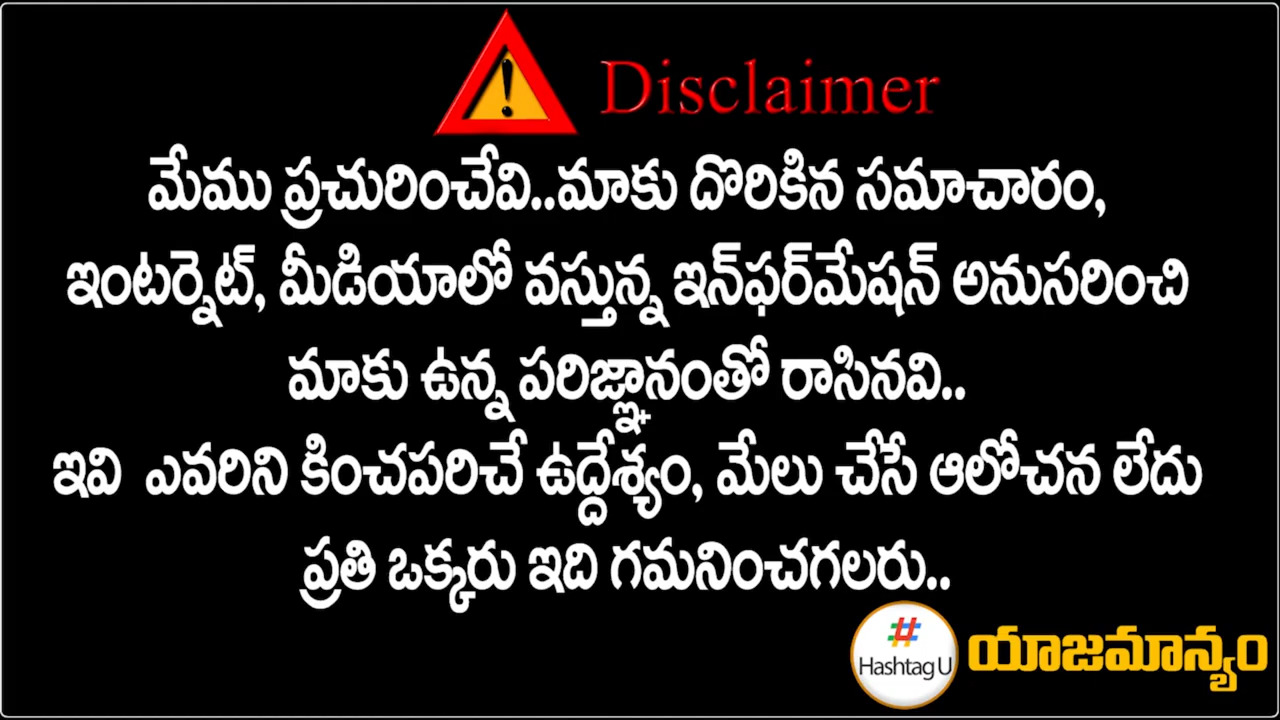 Disclaimer
మేము ప్రచురించేవి..మాకు దొరికిన సమాచారం,
ఇంటర్నెట్, మీడియాలో వస్తున్న ఇన్‌ఫర్‌మేషన్ అనుసరించి
మాకు ఉన్న పరిజ్ఞానంతో రాసినవి..
ఇవి ఎవరిని కించపరిచే ఉద్దేశ్యం, మేలు చేసే ఆలోచన లేదు
ప్రతి ఒక్కరు ఇది గమనించగలరు..
# Hashtag U యాజమాన్యం